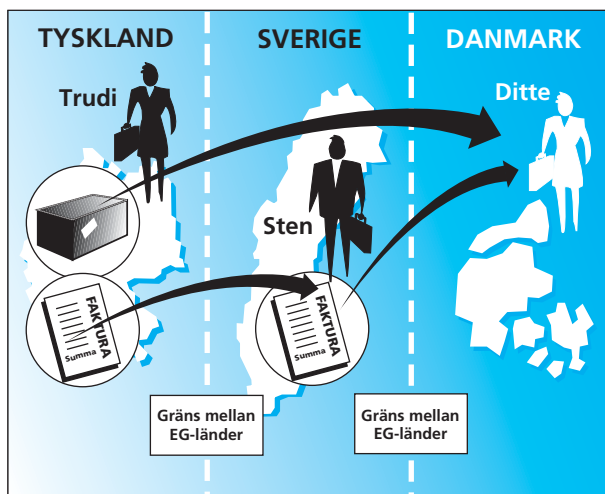 TYSKLAND
SVERIGE
DANMARK
Trudi
Ditte
Sten
FAKTURA
Summa
FAKTURA
Summa
Gräns mellan
EG-länder
Gräns mellan
EG-länder